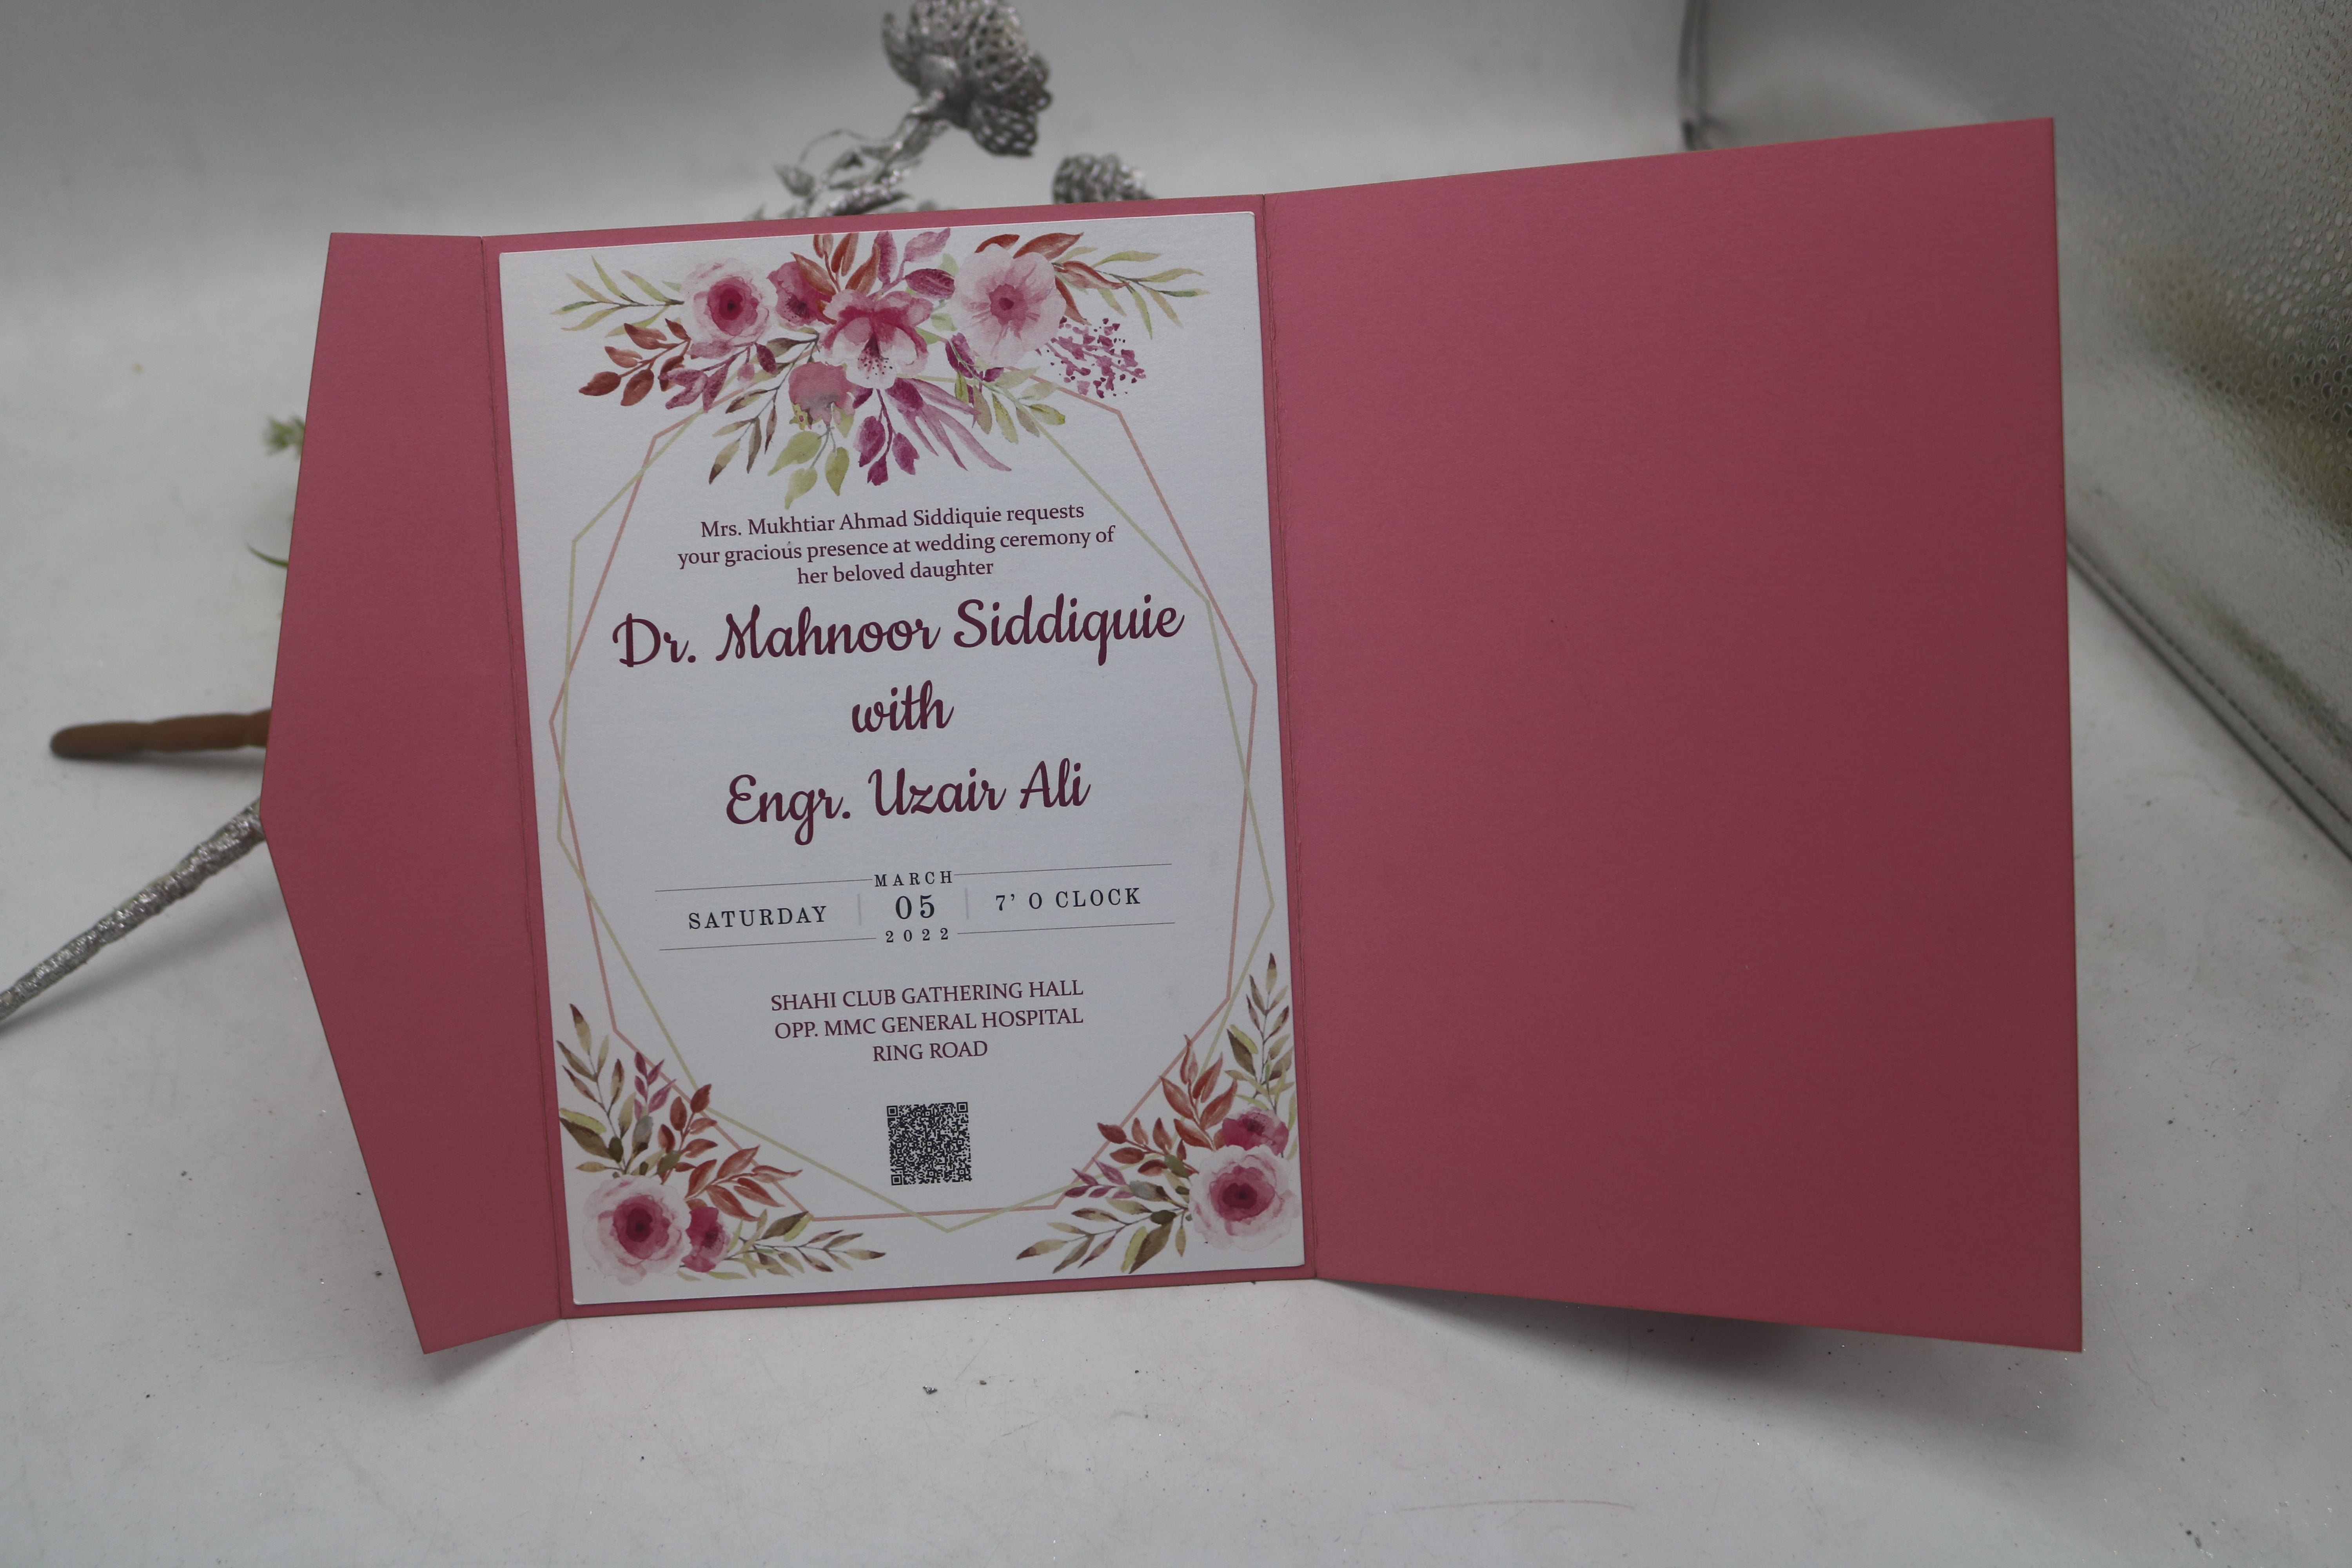 Mrs. Mukhtiar Ahmad Siddiquie requests
your gracious presence at wedding ceremony of
her beloved daughter
Dr. Mahnoor Siddiquie
with
Engr. Uzair Ali
MARCH
SATURDAY 05 7' O CLOCK
2022
SHAHI CLUB GATHERING HALL
OPP. MMC GENERAL HOSPITAL
RING ROAD